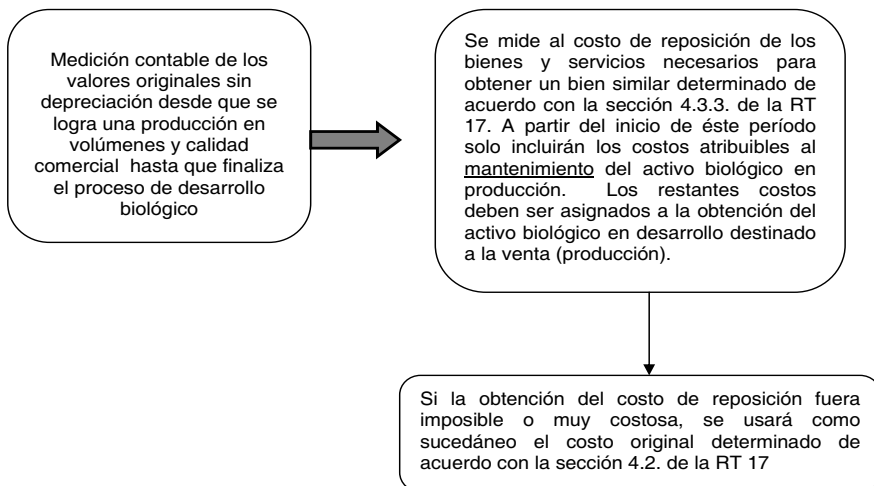 Medición contable de los
valores originales sin
depreciación desde que se
logra una producción en
volúmenes y calidad
comercial hasta que finaliza
el proceso de desarrollo
biológico
Se mide al costo de reposición de los
bienes y servicios necesarios para
obtener un bien similar determinado de
acuerdo con la sección 4.3.3. de la RT
17. A partir del inicio de éste período
solo incluirán los costos atribuibles al
mantenimiento del activo biológico en
producción. Los restantes costos
deben ser asignados a la obtención del
activo biológico en desarrollo destinado
a la venta (producción).
Si la obtención del costo de reposición fuera
imposible o muy costosa, se usará como
sucedáneo el costo original determinado de
acuerdo con la sección 4.2. de la RT 17